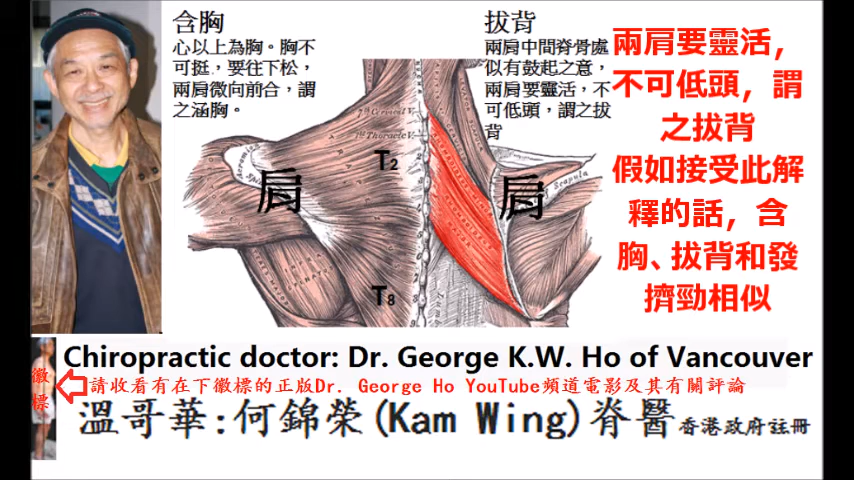 含胸
心以上為胸。胸不
可挺，要往下松，
兩肩微向前合，謂
之涵胸。
拔背
兩肩中間脊骨處
似有鼓起之意，
兩肩要靈活，不
可低頭，謂之拔
背
兩肩要靈活，
不可低頭，謂
之拔背
假如接受此解
釋的話，含
胸、拔背和發
擠勁相似
7th Cervical V.
1st Thoracic V.
T2
肩
肩
Scapula
T8
Chiropractic doctor: Dr. George K.W. Ho of Vancouver
徽
標
請收看有在下徽標的正版Dr. George Ho YouTube頻道電影及其有關評論
溫哥華:何錦榮(Kam Wing)脊醫香港政府註冊